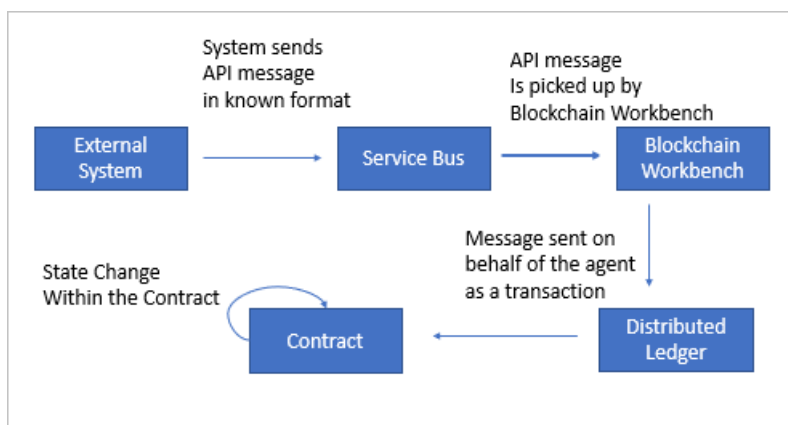 System sends
API message
in known format
API message
Is picked up by
Blockchain Workbench
External
System
Service Bus
Blockchain
Workbench
Message sent on
behalf of the agent
as a transaction
State Change
Within the Contract
Contract
Distributed
Ledger